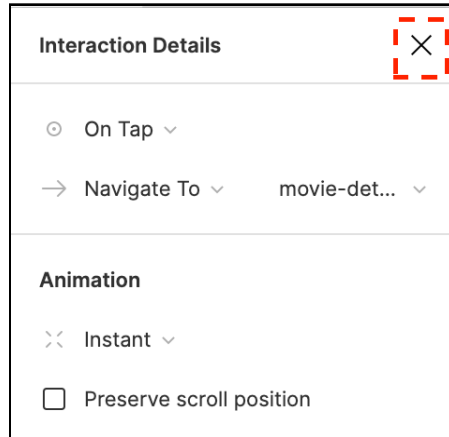 Interaction Details
On Tap
Navigate To movie-det...
Animation
Instant
Preserve scroll position